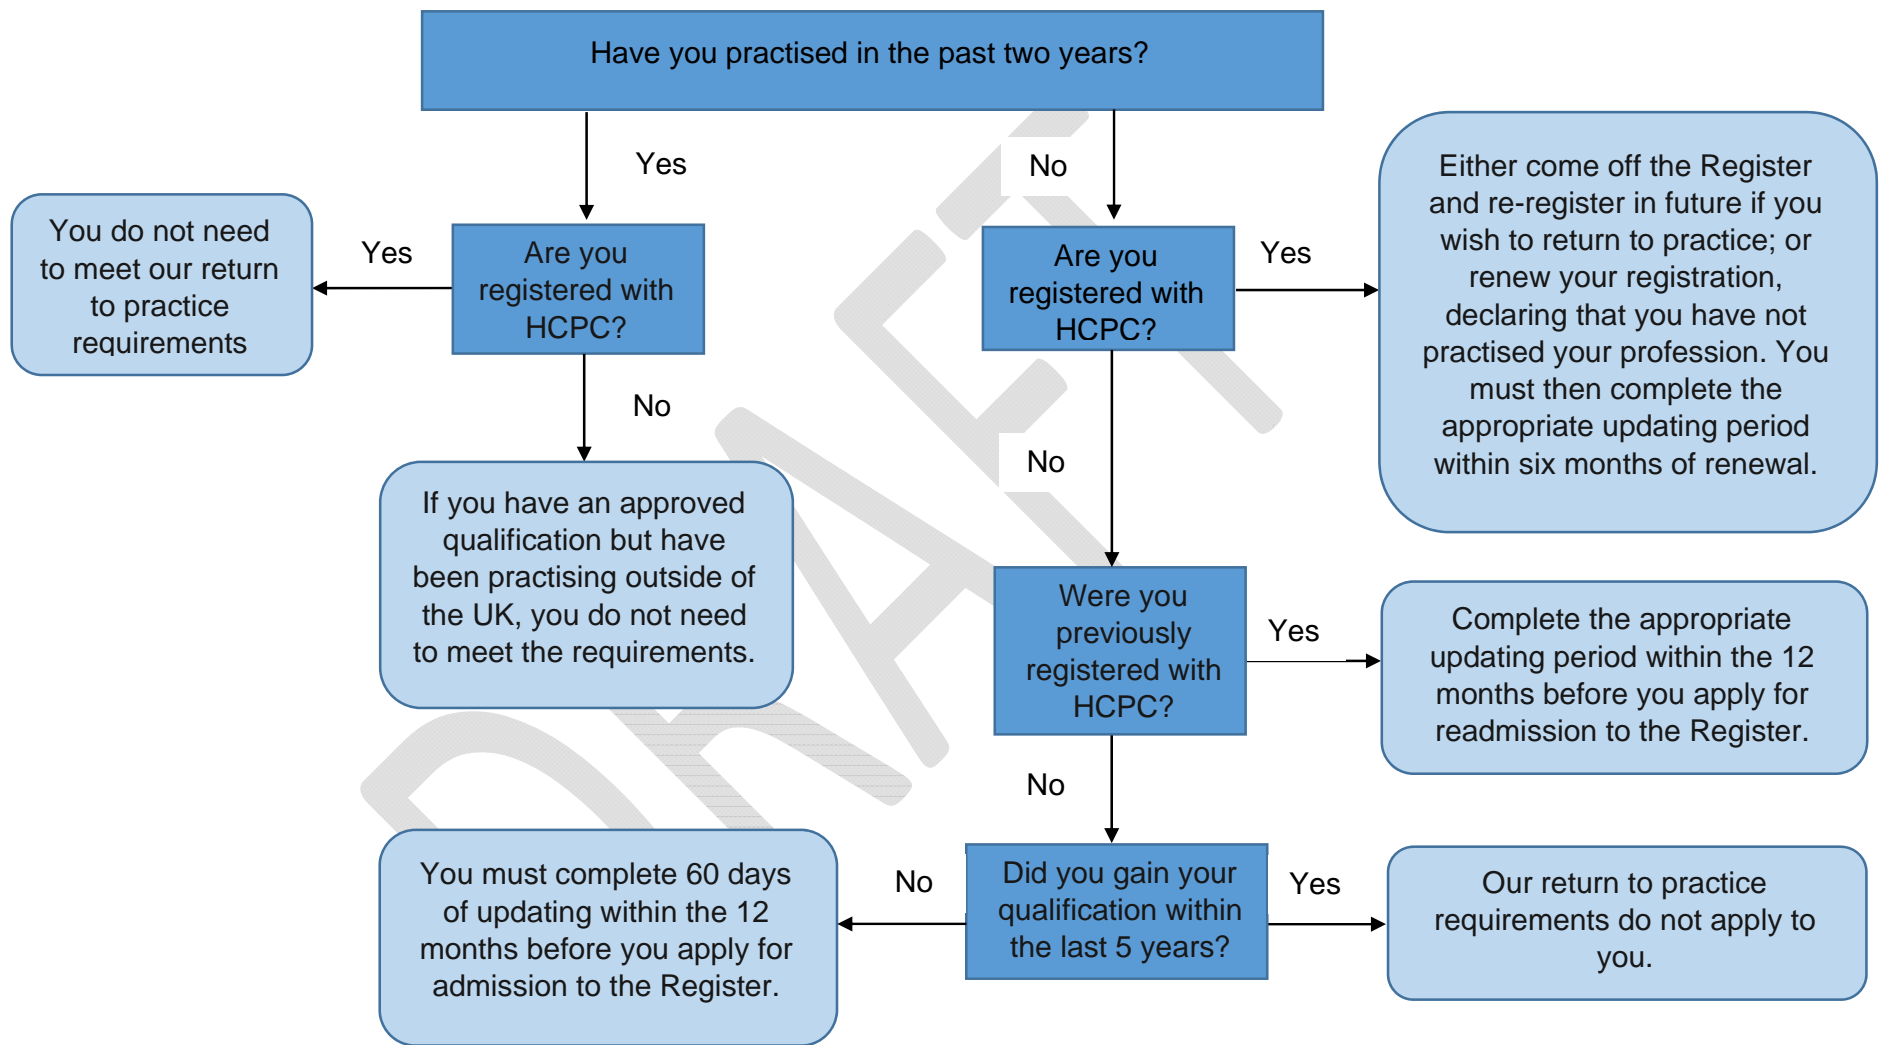 Have you practised in the past two years?
Yes
No
You do not need
to meet our return
to practice
requirements
Yes
Are you
registered with
HCPC?
Are you
registered with
HCPC?
Yes
Either come off the Register
and re-register in future if you
wish to return to practice; or
renew your registration,
declaring that you have not
practised your profession. You
must then complete the
appropriate updating period
within six months of renewal.
No
No
If you have an approved
qualification but have
been practising outside of
the UK, you do not need
to meet the requirements.
Were you
previously
registered with
HCPC?
Yes
Complete the appropriate
updating period within the 12
months before you apply for
readmission to the Register.
No
You must complete 60 days
of updating within the 12
months before you apply for
admission to the Register.
No
Did you gain your
qualification within
the last 5 years?
Yes
Our return to practice
requirements do not apply to
you.
DRAFT